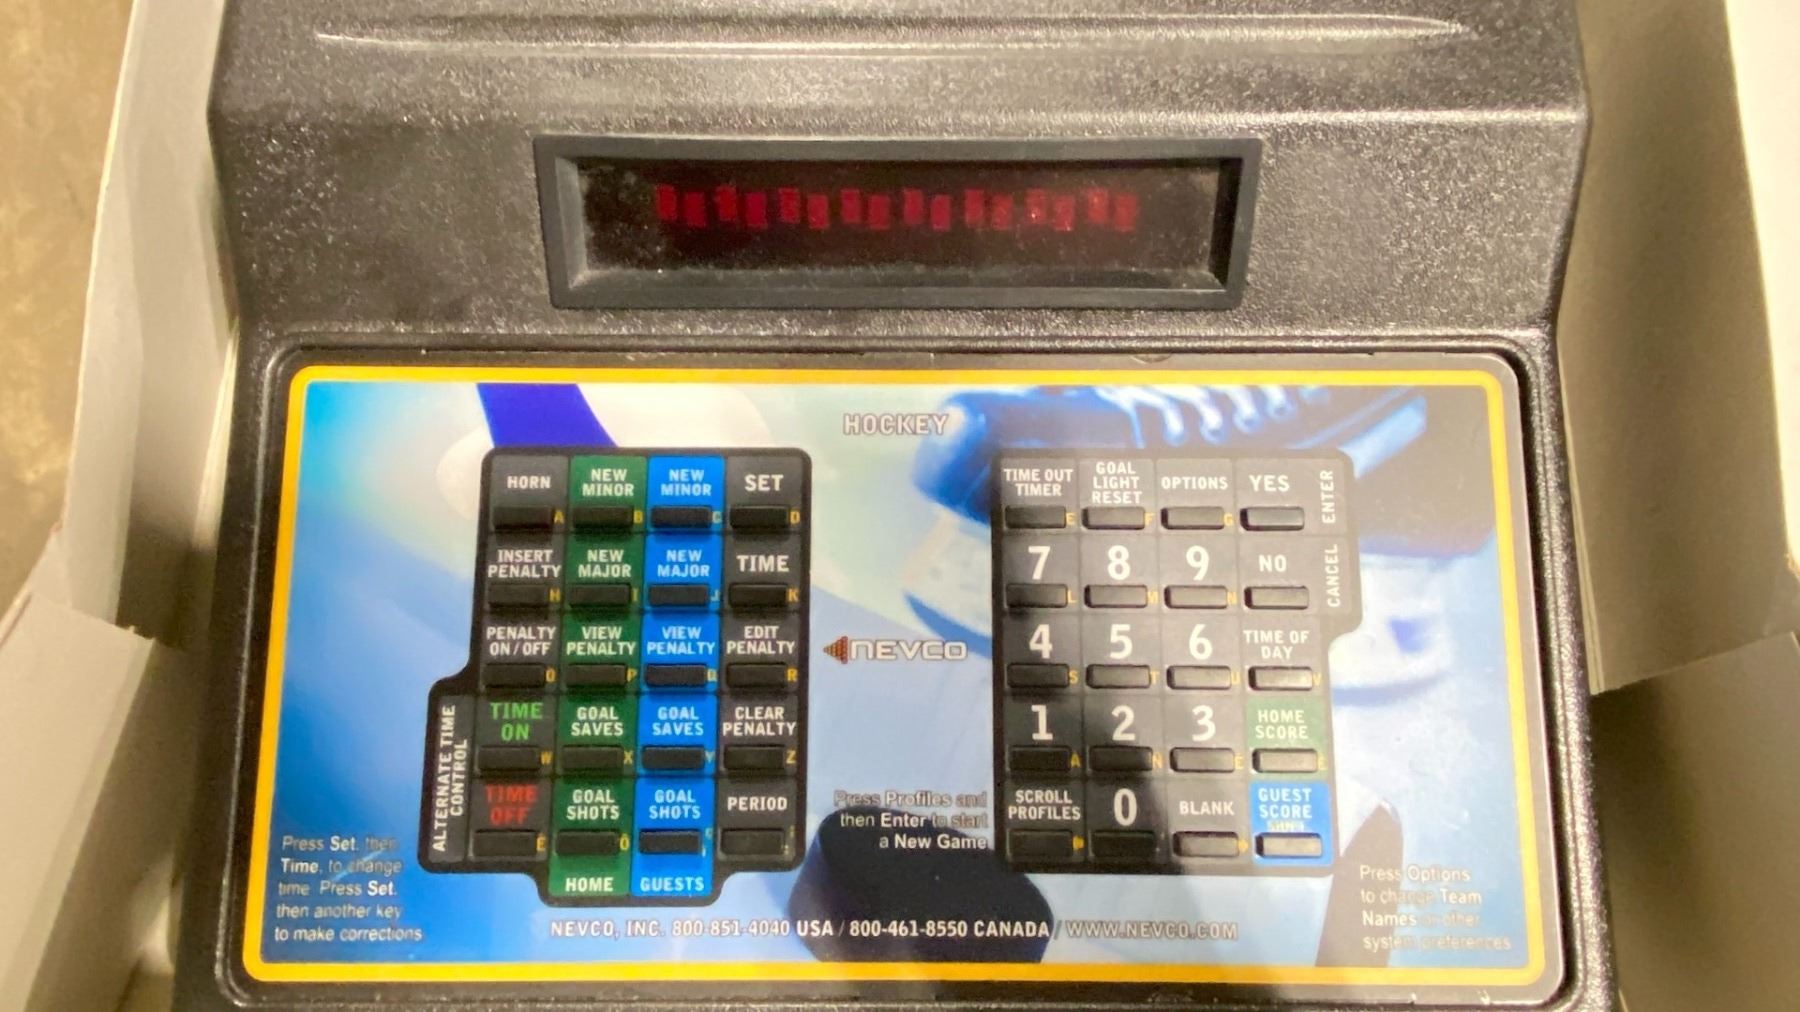 HOCKEY
HORN
NEW
MINOR
NEW
MINOR
SET
A
B
C
D
INSERT
PENALTY
NEW
MAJOR
NEW
MAJOR
TIME
H
I
J
K
PENALTY
ON/OFF
VIEW
PENALTY
VIEW
PENALTY
EDIT
PENALTY
O
P
Q
R
ALTERNATE TIME
CONTROL
TIME
ON
GOAL
SAVES
GOAL
SAVES
CLEAR
PENALTY
W
X
Y
Z
TIME
OFF
GOAL
SHOTS
GOAL
SHOTS
PERIOD
HOME
GUESTS
NEVCO
TIME OUT
TIMER
GOAL
LIGHT
RESET
OPTIONS
YES
ENTER
E
F
G
7
8
9
NO
CANCEL
L
M
N
4
5
6
TIME OF
DAY
S
T
U
V
1
2
3
HOME
SCORE
SCROLL
PROFILES
0
BLANK
GUEST
SCORE
Press Set, then
Time, to change
time. Press Set,
then another key
to make corrections
Press Profiles and
then Enter to start
a New Game
Press Options
to change Team
Names or other
system preferences
NEVCO, INC. 800-851-4040 USA / 800-461-8550 CANADA / WWW.NEVCO.COM